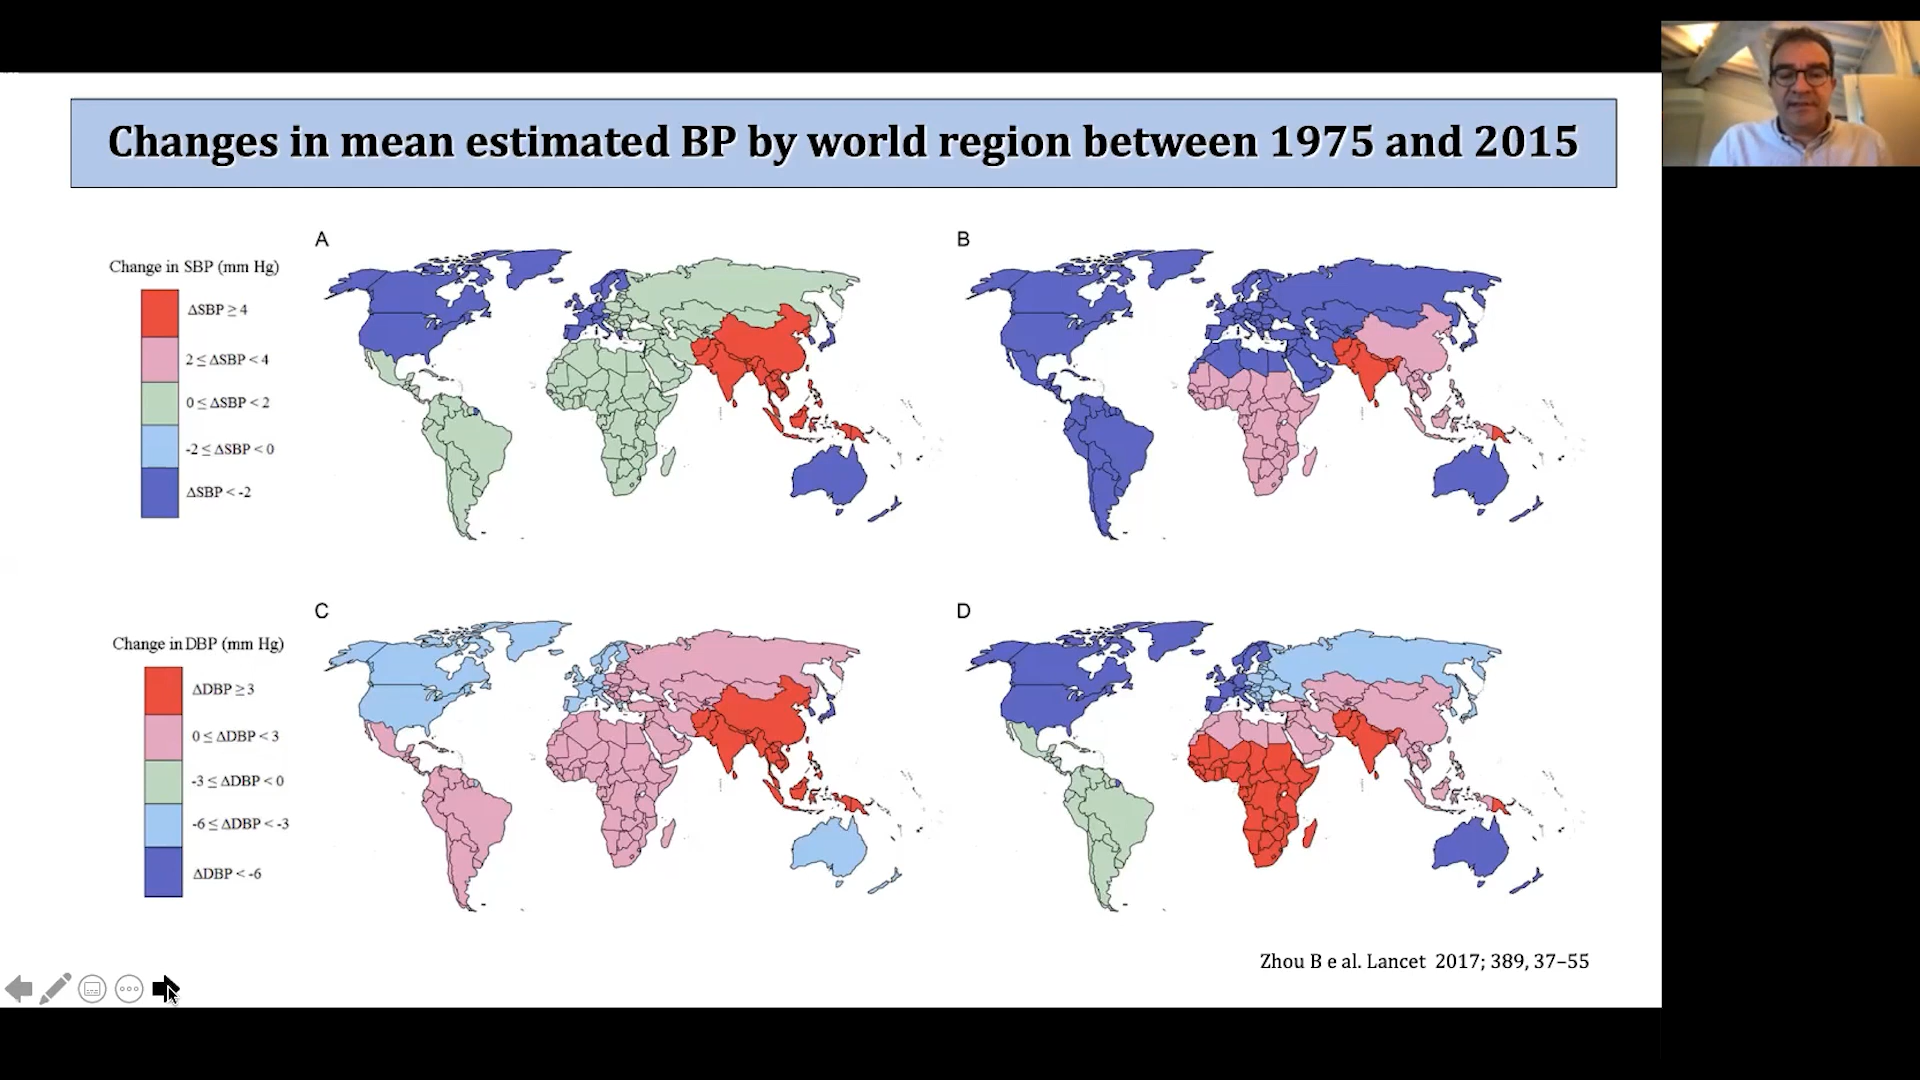 Changes in mean estimated BP by world region between 1975 and 2015
A
B
Change in SBP (mm Hg)
ΔSBP ≥ 4
2 ≤ ΔSBP < 4
0 ≤ ΔSBP < 2
-2 ≤ ΔSBP < 0
ΔSBP < -2
C
D
Change in DBP (mm Hg)
ΔDBP ≥ 3
0 ≤ ΔDBP < 3
-3 ≤ ΔDBP < 0
-6 ≤ ΔDBP < -3
ΔDBP < -6
Zhou B e al. Lancet 2017; 389, 37–55